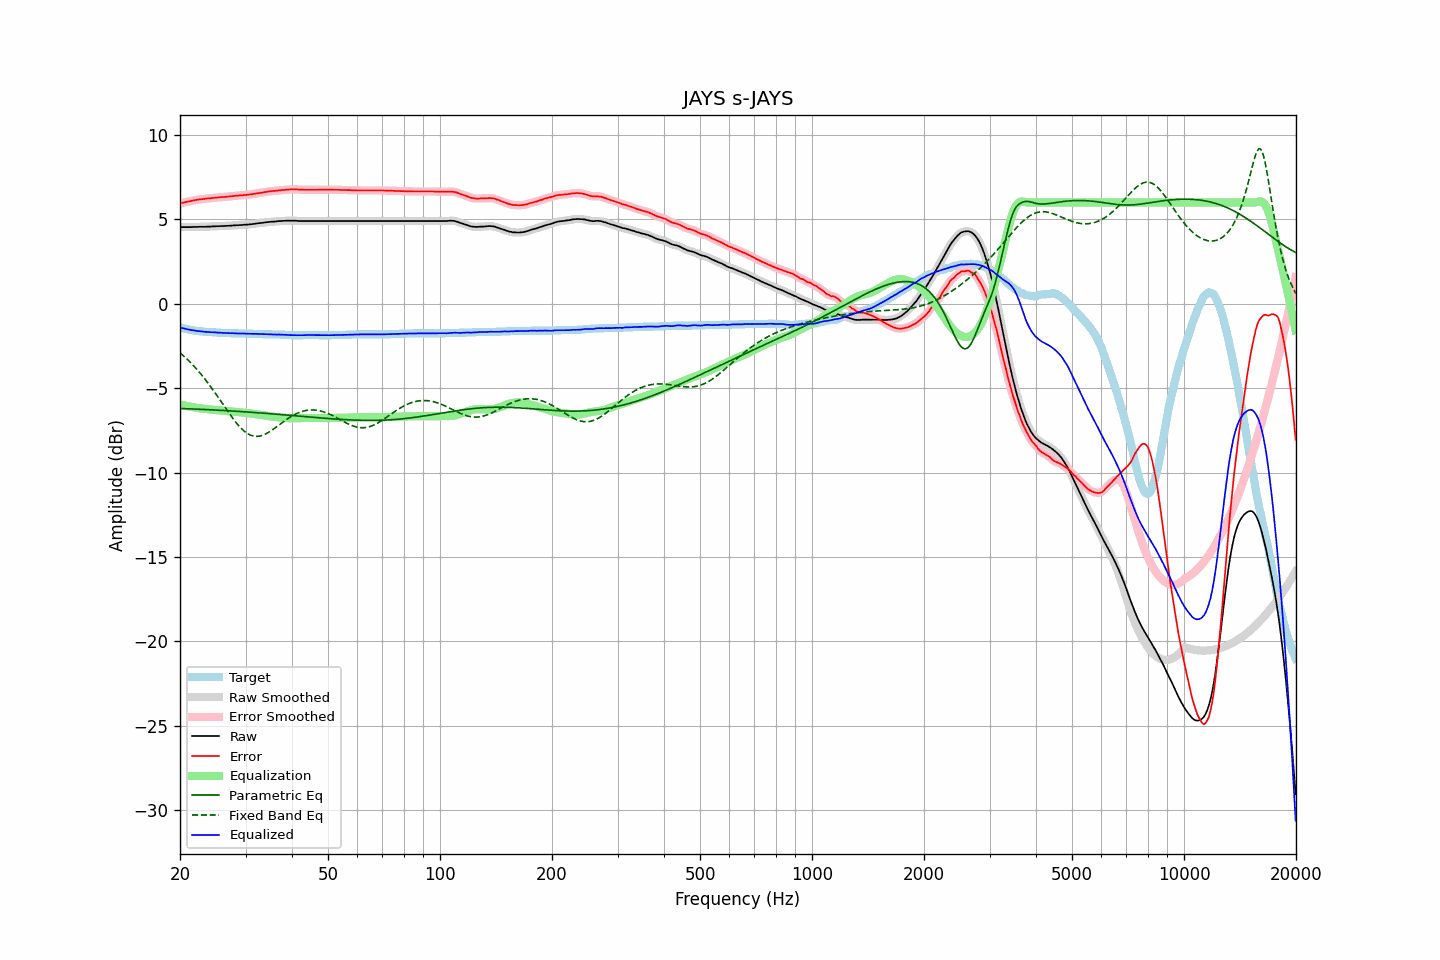 JAYS s-JAYS
Amplitude (dBr)
10
5
0
−5
−10
−15
−20
−25
−30
Target
Raw Smoothed
Error Smoothed
Raw
Error
Equalization
Parametric Eq
Fixed Band Eq
Equalized
20 50 100 200 500 1000 2000 5000 10000 20000
Frequency (Hz)